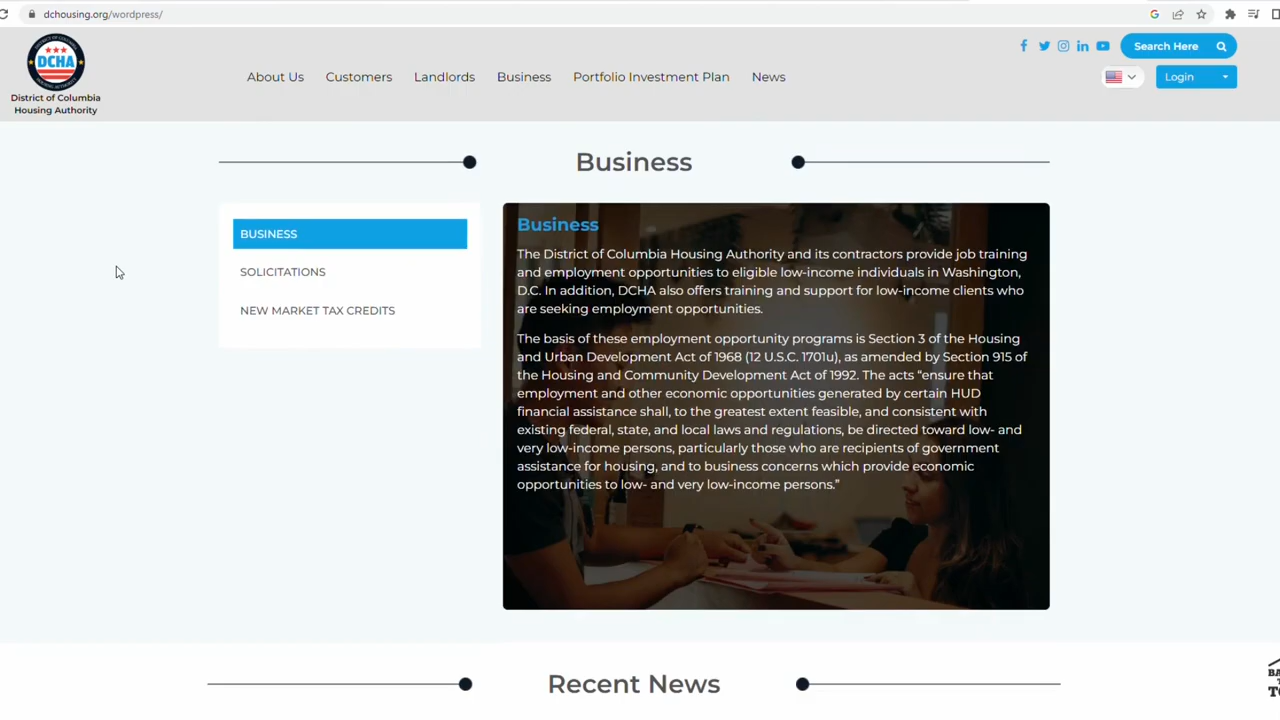 dchousing.org/wordpress/
DCHA
District of Columbia
Housing Authority
About Us Customers Landlords Business Portfolio Investment Plan News
Search Here
Login
Business
BUSINESS
SOLICITATIONS
NEW MARKET TAX CREDITS
Business
The District of Columbia Housing Authority and its contractors provide job training
and employment opportunities to eligible low-income individuals in Washington,
D.C. In addition, DCHA also offers training and support for low-income clients who
are seeking employment opportunities.
The basis of these employment opportunity programs is Section 3 of the Housing
and Urban Development Act of 1968 (12 U.S.C. 1701u), as amended by Section 915 of
the Housing and Community Development Act of 1992. The acts “ensure that
employment and other economic opportunities generated by certain HUD
financial assistance shall, to the greatest extent feasible, and consistent with
existing federal, state, and local laws and regulations, be directed toward low- and
very low-income persons, particularly those who are recipients of government
assistance for housing, and to business concerns which provide economic
opportunities to low- and very low-income persons.”
Recent News